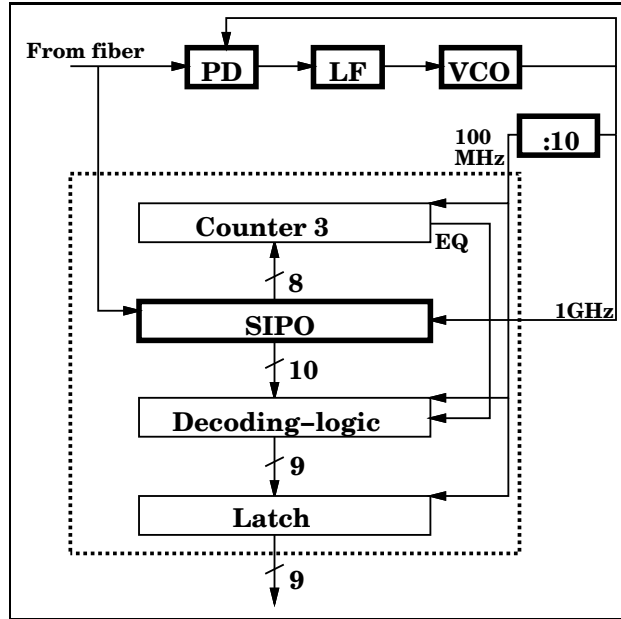 From fiber
PD
LF
VCO
100
MHz
:10
Counter 3
EQ
8
SIPO
1GHz
10
Decoding-logic
9
Latch
9